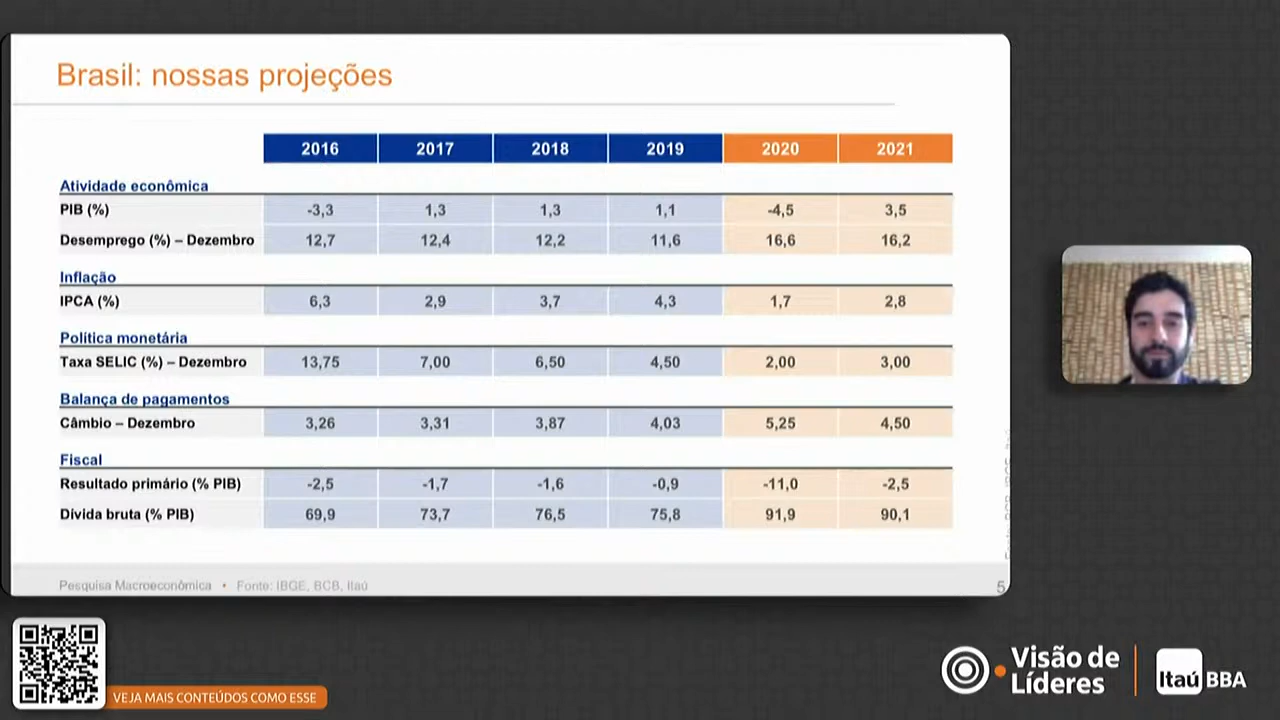 Brasil: nossas projeções
2016 2017 2018 2019 2020 2021
Atividade econômica
PIB (%) -3,3 1,3 1,3 1,1 -4,5 3,5
Desemprego (%) – Dezembro 12,7 12,4 12,2 11,6 16,6 16,2
Inflação
IPCA (%) 6,3 2,9 3,7 4,3 1,7 2,8
Política monetária
Taxa SELIC (%) – Dezembro 13,75 7,00 6,50 4,50 2,00 3,00
Balança de pagamentos
Câmbio – Dezembro 3,26 3,31 3,87 4,03 5,25 4,50
Fiscal
Resultado primário (% PIB) -2,5 -1,7 -1,6 -0,9 -11,0 -2,5
Dívida bruta (% PIB) 69,9 73,7 76,5 75,8 91,9 90,1
Pesquisa Macroeconômica • Fonte: IBGE, BCB, Itaú
5
VEJA MAIS CONTEÚDOS COMO ESSE
Visão de
Líderes
Itaú BBA